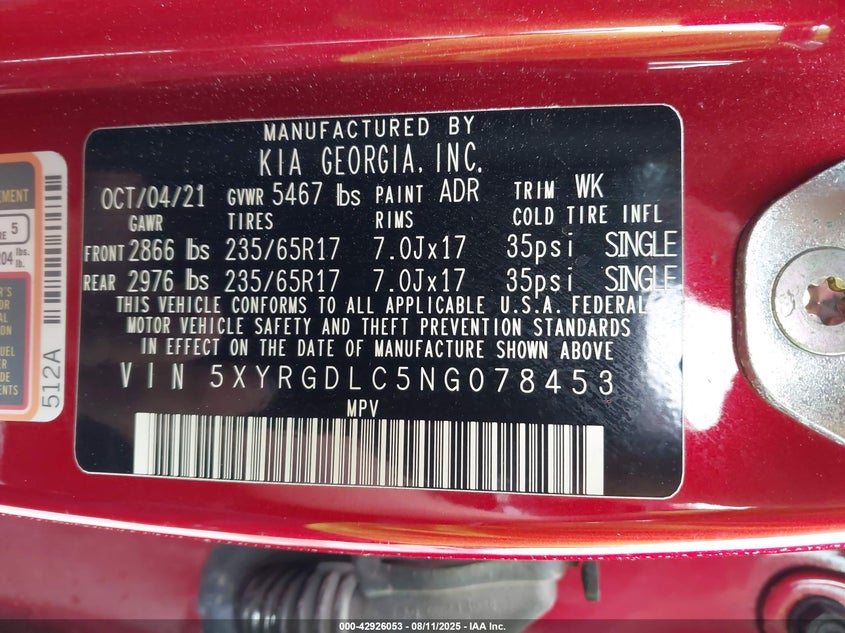 MANUFACTURED BY
KIA GEORGIA, INC.
OCT/04/21 GVWR 5467 lbs PAINT ADR TRIM WK
GAWR TIRES RIMS COLD TIRE INFL
FRONT 2866 lbs 235/65R17 7.0Jx17 35psi SINGLE
REAR 2976 lbs 235/65R17 7.0Jx17 35psi SINGLE
THIS VEHICLE CONFORMS TO ALL APPLICABLE U.S.A. FEDERAL
MOTOR VEHICLE SAFETY AND THEFT PREVENTION STANDARDS
IN EFFECT ON THE DATE OF MANUFACTURE SHOWN ABOVE
VIN 5XYRGDLC5NG078453
MPV
5
lbs.
lb.
512A
000-42926053 - 08/11/2025 - IAA Inc.